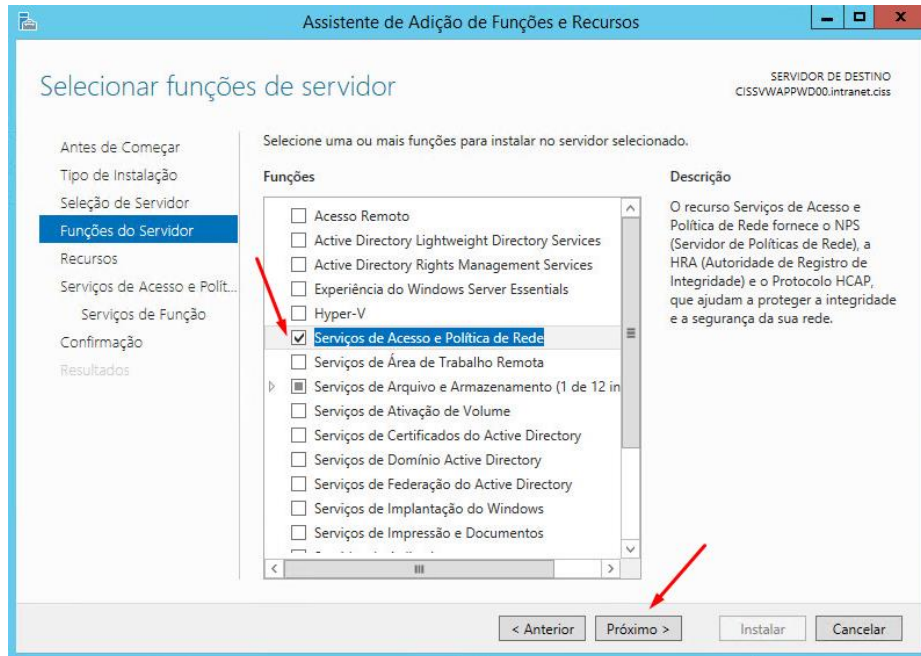 Assistente de Adição de Funções e Recursos
Selecionar funções de servidor
SERVIDOR DE DESTINO
CISSVWAPPWD00.intranet.ciss
Antes de Começar
Tipo de Instalação
Seleção de Servidor
Funções do Servidor
Recursos
Serviços de Acesso e Polít...
Serviços de Função
Confirmação
Resultados
Selecione uma ou mais funções para instalar no servidor selecionado.
Funções
Acesso Remoto
Active Directory Lightweight Directory Services
Active Directory Rights Management Services
Experiência do Windows Server Essentials
Hyper-V
Serviços de Acesso e Política de Rede
Serviços de Área de Trabalho Remota
Serviços de Arquivo e Armazenamento (1 de 12 in
Serviços de Ativação de Volume
Serviços de Certificados do Active Directory
Serviços de Domínio Active Directory
Serviços de Federação do Active Directory
Serviços de Implantação do Windows
Serviços de Impressão e Documentos
Descrição
O recurso Serviços de Acesso e
Política de Rede fornece o NPS
(Servidor de Políticas de Rede), a
HRA (Autoridade de Registro de
Integridade) e o Protocolo HCAP,
que ajudam a proteger a integridade
e a segurança da sua rede.
< Anterior
Próximo >
Instalar
Cancelar